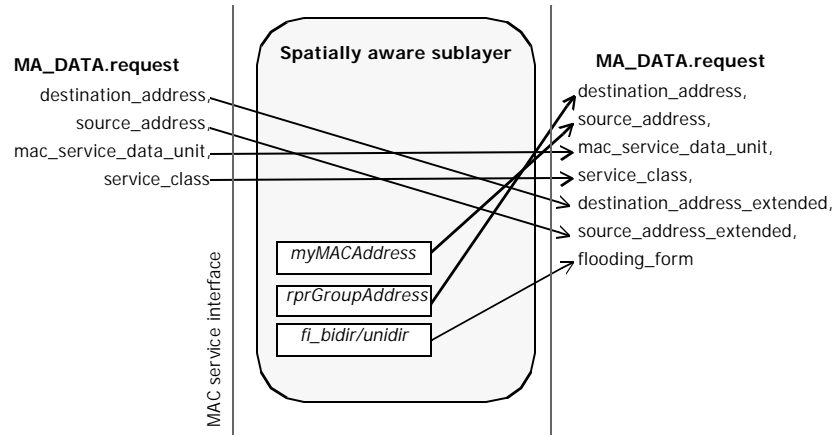 MA_DATA.request
destination_address,
source_address,
mac_service_data_unit,
service_class
MAC service interface
Spatially aware sublayer
myMACAddress
rprGroupAddress
fi_bidir/unidir
MA_DATA.request
destination_address,
source_address,
mac_service_data_unit,
service_class,
destination_address_extended,
source_address_extended,
flooding_form